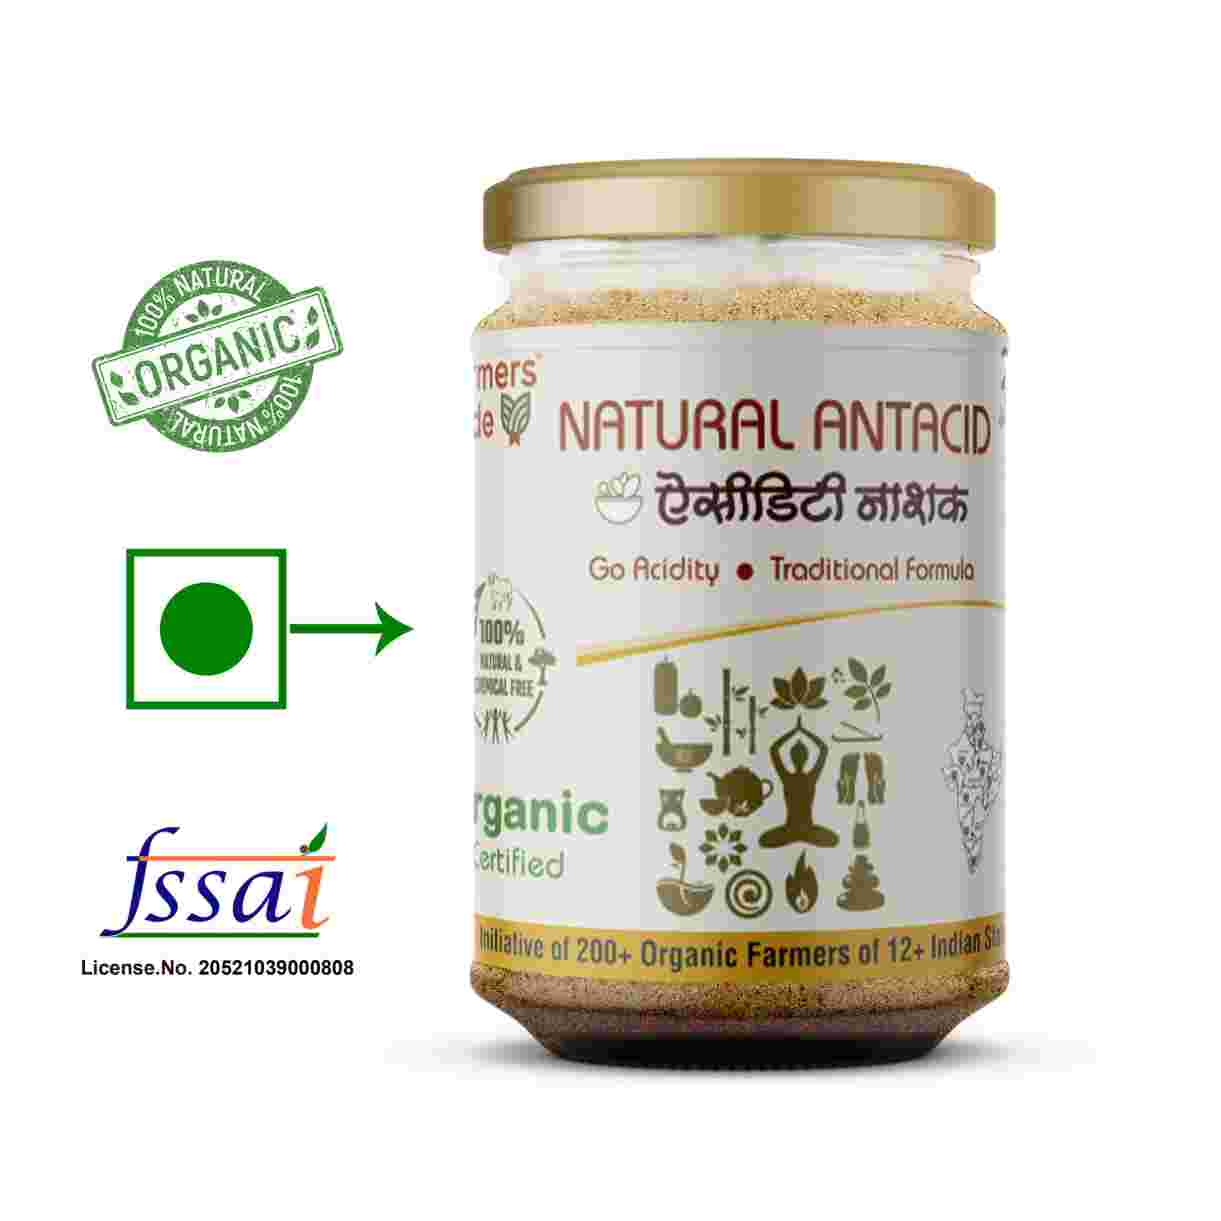 100% NATURAL
ORGANIC
100% NATURAL
fssai
License.No. 20521039000808
mers
de
NATURAL ANTACID
ऐसीडिटी नाशक
Go Acidity • Traditional Formula
100%
NATURAL &
CHEMICAL FREE
rganic
Certified
Initiative of 200+ Organic Farmers of 12+ Indian Sta